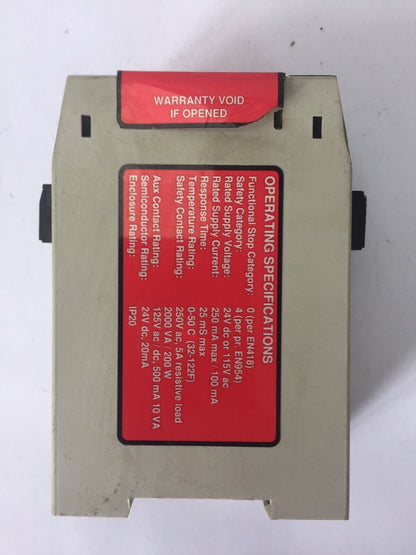 WARRANTY VOID
IF OPENED
OPERATING SPECIFICATIONS
Functional Stop Category: 0 (per EN418)
Safety Category: 4 (per pr. EN954)
Rated Supply Voltage: 24V dc or 115V ac
Rated Supply Current: 250 mA max / 100 mA
Response Time: 25 mS max
Temperature Rating: 0-50 C (32-122F)
Safety Contact Rating: 250V ac, 5A resistive load
2000 VA / 200 W
Aux Contact Rating: 125V ac / dc, 500 mA 10 VA
Semiconductor Rating: 24V dc, 20mA
Enclosure Rating: IP20